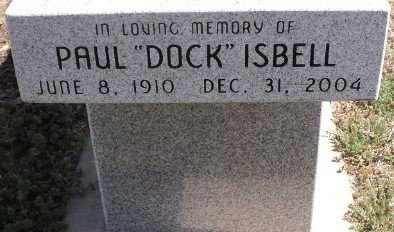 IN LOVING MEMORY OF
PAUL "DOCK" ISBELL
JUNE 8, 1910 DEC. 31, 2004